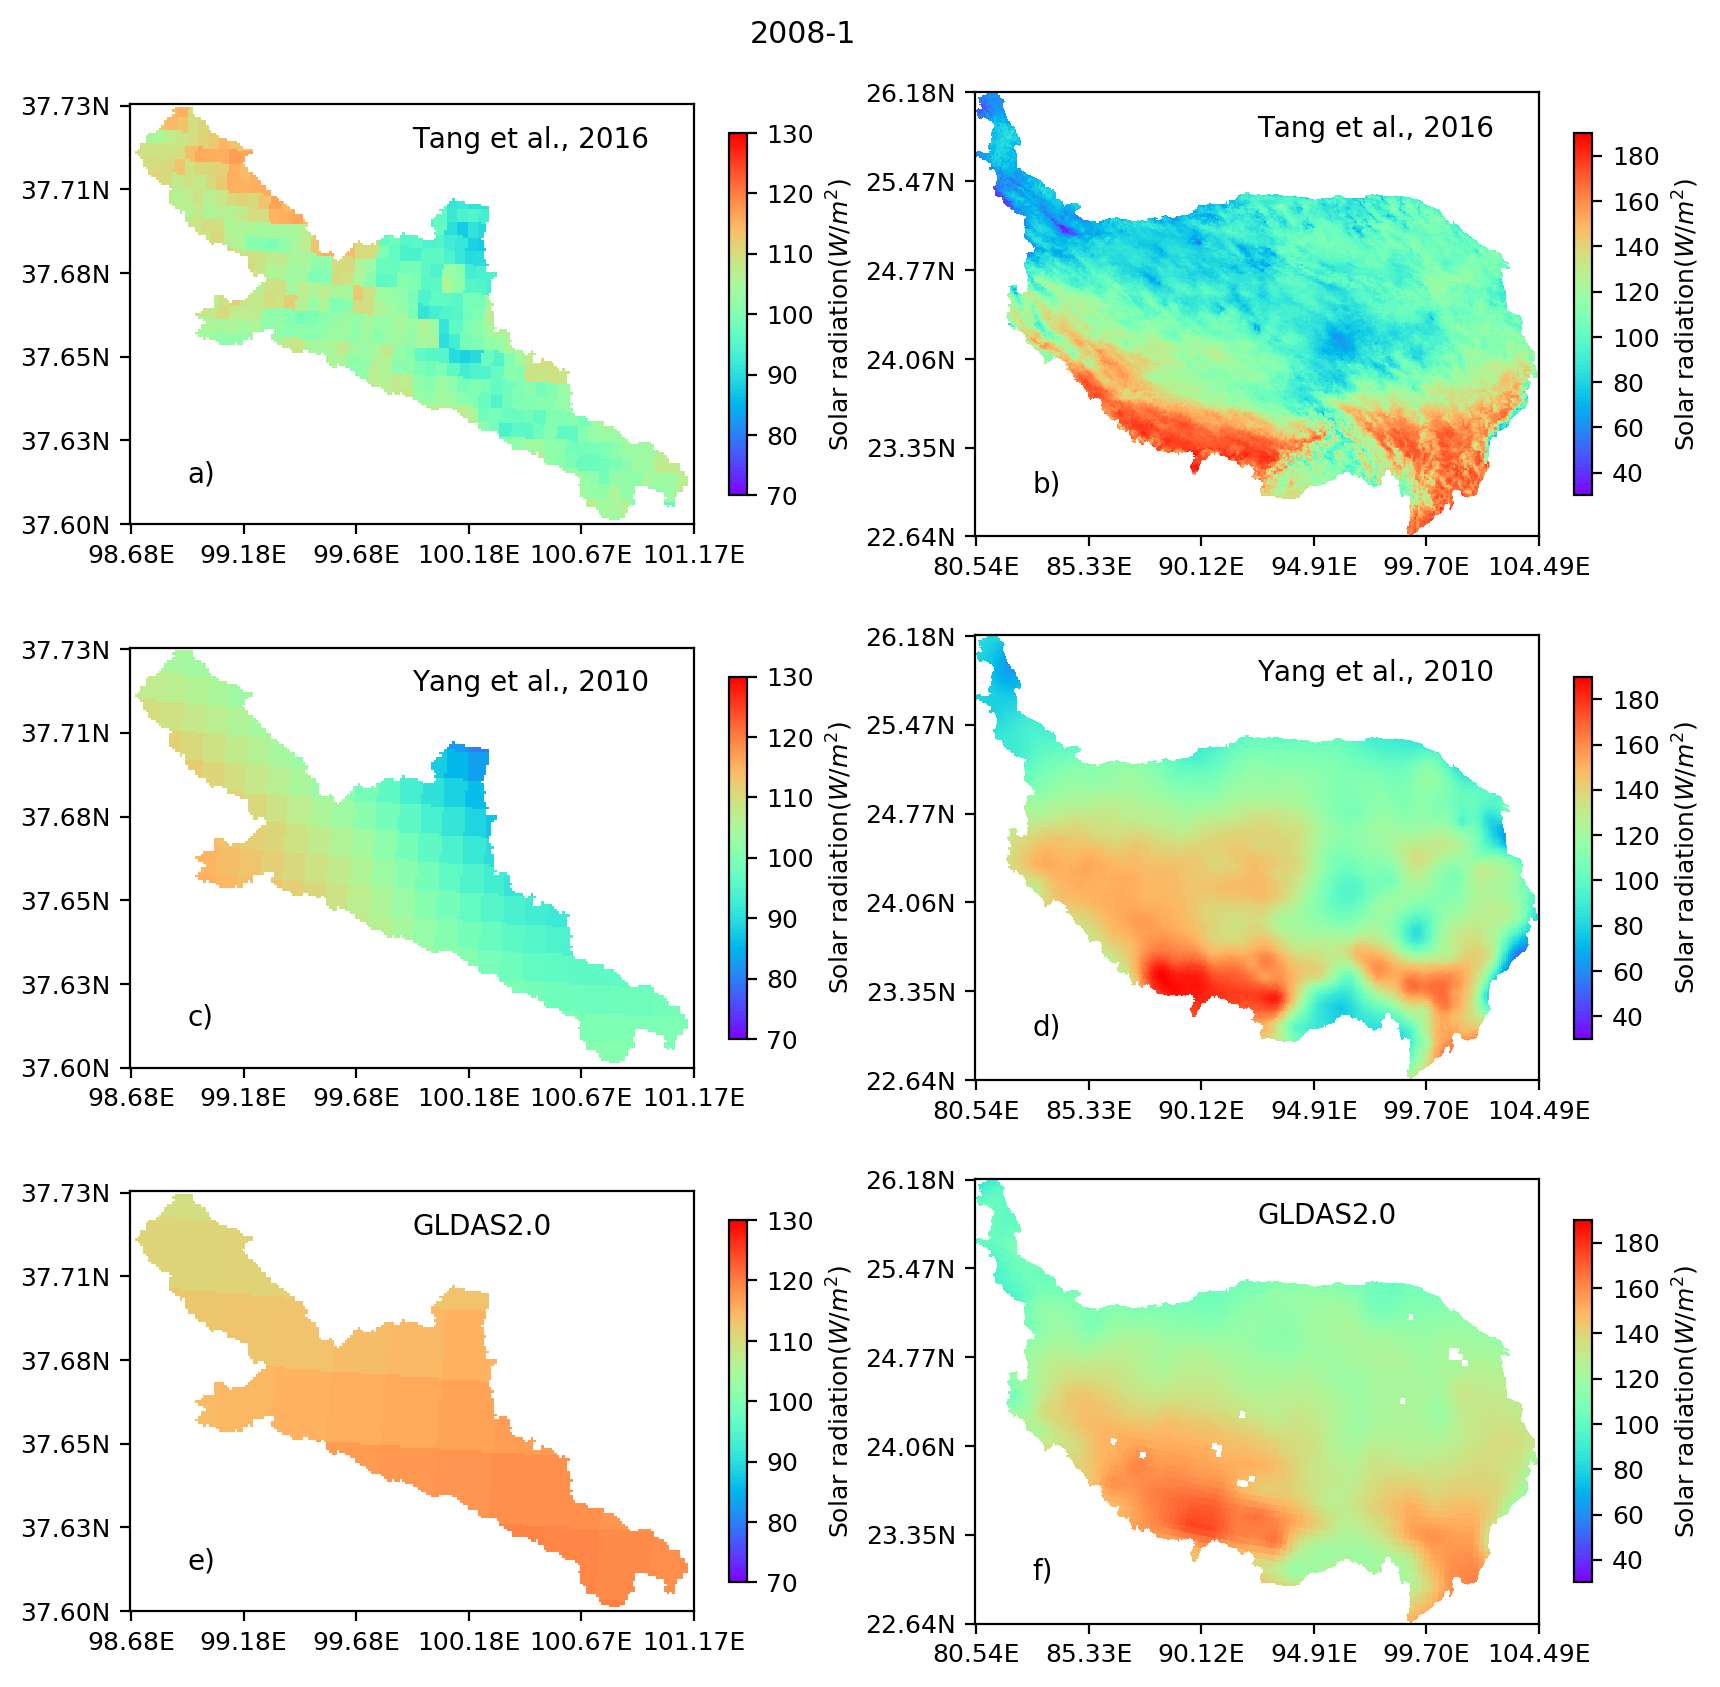 2008-1
37.73N
37.71N
37.68N
37.65N
37.63N
37.60N
98.68E 99.18E 99.68E 100.18E 100.67E 101.17E
Tang et al., 2016
a)
130
120
110
100
90
80
70
Solar radiation(W/m²)
26.18N
25.47N
24.77N
24.06N
23.35N
22.64N
80.54E 85.33E 90.12E 94.91E 99.70E 104.49E
Tang et al., 2016
b)
180
160
140
120
100
80
60
40
Solar radiation(W/m²)
37.73N
37.71N
37.68N
37.65N
37.63N
37.60N
98.68E 99.18E 99.68E 100.18E 100.67E 101.17E
Yang et al., 2010
c)
130
120
110
100
90
80
70
Solar radiation(W/m²)
26.18N
25.47N
24.77N
24.06N
23.35N
22.64N
80.54E 85.33E 90.12E 94.91E 99.70E 104.49E
Yang et al., 2010
d)
180
160
140
120
100
80
60
40
Solar radiation(W/m²)
37.73N
37.71N
37.68N
37.65N
37.63N
37.60N
98.68E 99.18E 99.68E 100.18E 100.67E 101.17E
GLDAS2.0
e)
130
120
110
100
90
80
70
Solar radiation(W/m²)
26.18N
25.47N
24.77N
24.06N
23.35N
22.64N
80.54E 85.33E 90.12E 94.91E 99.70E 104.49E
GLDAS2.0
f)
180
160
140
120
100
80
60
40
Solar radiation(W/m²)